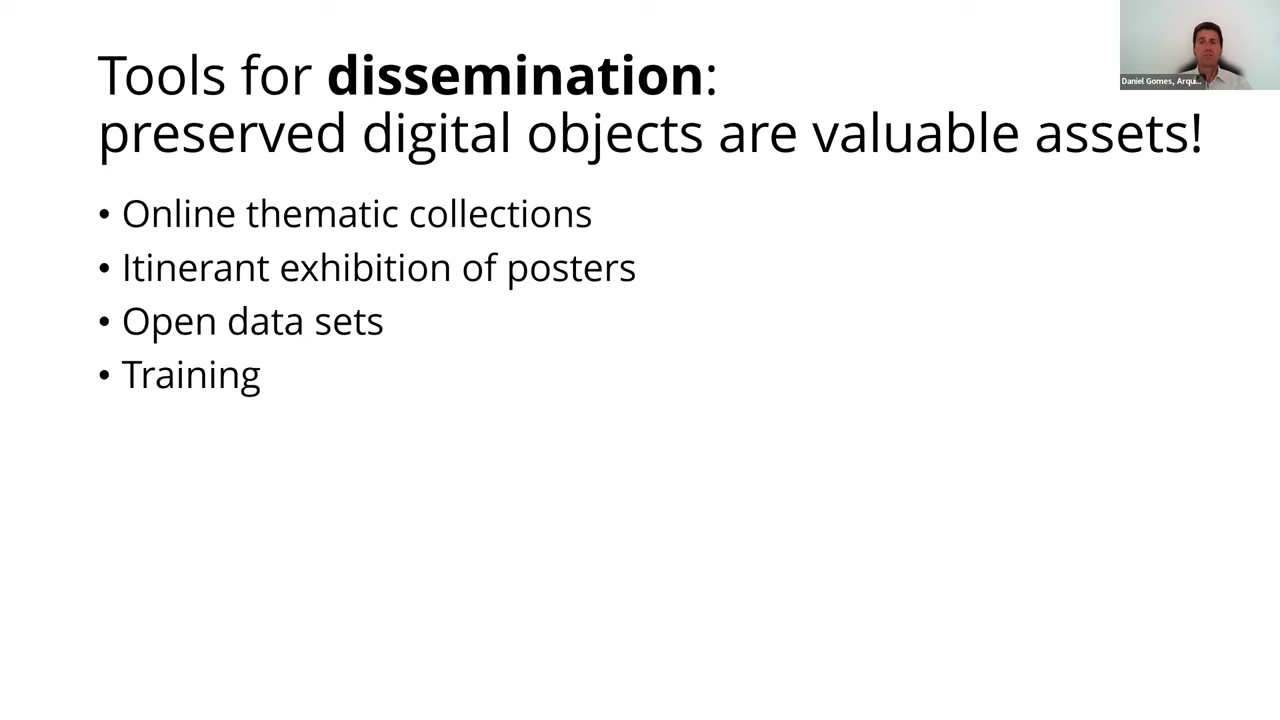 Tools for dissemination:
preserved digital objects are valuable assets!
• Online thematic collections
• Itinerant exhibition of posters
• Open data sets
• Training
Daniel Gomes, Arqui...